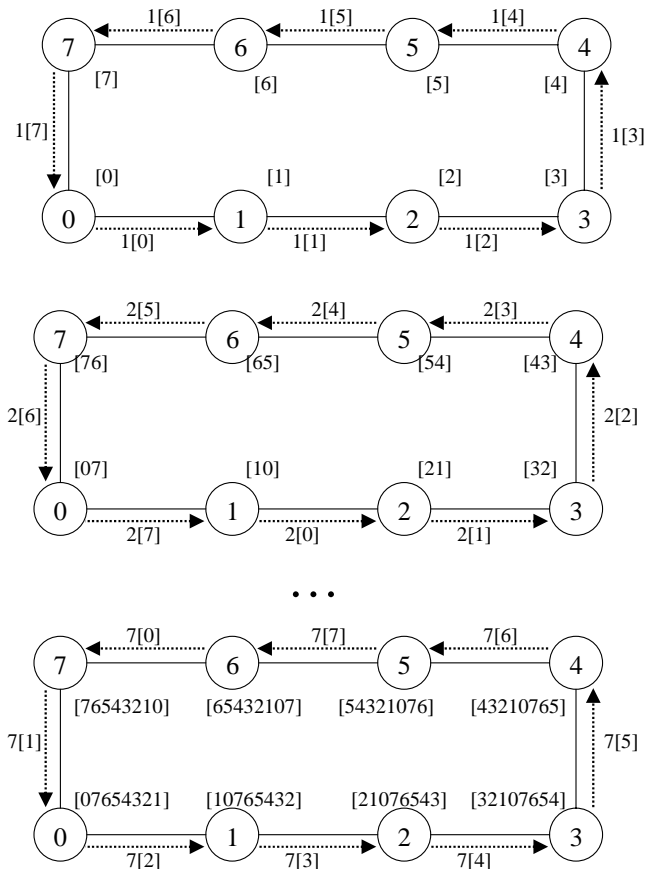 1[6] 1[5] 1[4]
7 6 5 4
[7] [6] [5] [4]
1[7] 1[3]
[0] [1] [2] [3]
0 1 2 3
1[0] 1[1] 1[2]
2[5] 2[4] 2[3]
7 6 5 4
[76] [65] [54] [43]
2[6] 2[2]
[07] [10] [21] [32]
0 1 2 3
2[7] 2[0] 2[1]
...
7[0] 7[7] 7[6]
7 6 5 4
[76543210] [65432107] [54321076] [43210765]
7[1] 7[5]
[07654321] [10765432] [21076543] [32107654]
0 1 2 3
7[2] 7[3] 7[4]